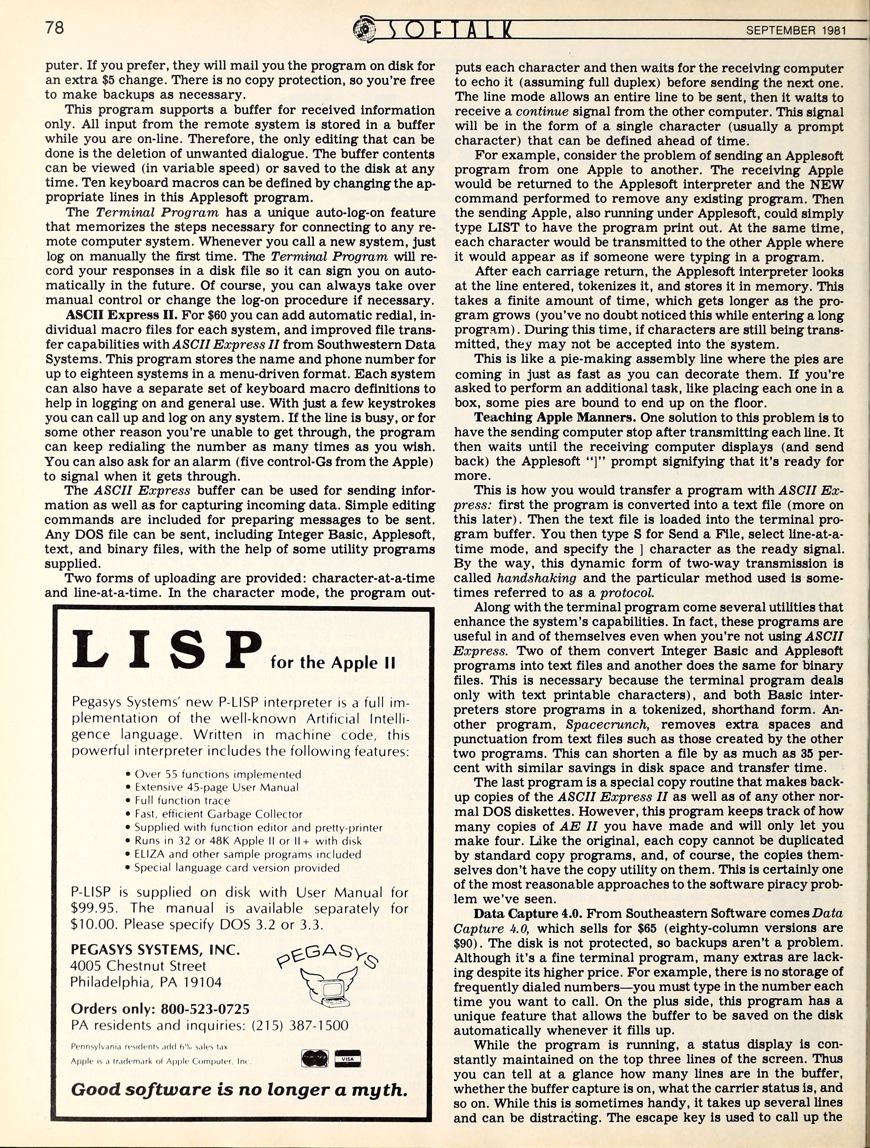 78
SOFTALK
SEPTEMBER 1981
puter. If you prefer, they will mail you the program on disk for
an extra $5 change. There is no copy protection, so you're free
to make backups as necessary.
This program supports a buffer for received information
only. All input from the remote system is stored in a buffer
while you are on-line. Therefore, the only editing that can be
done is the deletion of unwanted dialogue. The buffer contents
can be viewed (in variable speed) or saved to the disk at any
time. Ten keyboard macros can be defined by changing the ap-
propriate lines in this Applesoft program.
The Terminal Program has a unique auto-log-on feature
that memorizes the steps necessary for connecting to any re-
mote computer system. Whenever you call a new system, just
log on manually the first time. The Terminal Program will re-
cord your responses in a disk file so it can sign you on auto-
matically in the future. Of course, you can always take over
manual control or change the log-on procedure if necessary.
ASCII Express II. For $60 you can add automatic redial, in-
dividual macro files for each system, and improved file trans-
fer capabilities with ASCII Express II from Southwestern Data
Systems. This program stores the name and phone number for
up to eighteen systems in a menu-driven format. Each system
can also have a separate set of keyboard macro definitions to
help in logging on and general use. With just a few keystrokes
you can call up and log on any system. If the line is busy, or for
some other reason you're unable to get through, the program
can keep redialing the number as many times as you wish.
You can also ask for an alarm (five control-Gs from the Apple)
to signal when it gets through.
The ASCII Express buffer can be used for sending infor-
mation as well as for capturing incoming data. Simple editing
commands are included for preparing messages to be sent.
Any DOS file can be sent, including Integer Basic, Applesoft,
text, and binary files, with the help of some utility programs
supplied.
Two forms of uploading are provided: character-at-a-time
and line-at-a-time. In the character mode, the program out-
LISP for the Apple II
Pegasys Systems' new P-LISP interpreter is a full im-
plementation of the well-known Artificial Intelli-
gence language. Written in machine code, this
powerful interpreter includes the following features:
• Over 55 functions implemented
• Extensive 45-page User Manual
• Full function trace
• Fast, efficient Garbage Collector
• Supplied with function editor and pretty-printer
• Runs in 32 or 48K Apple II or II+ with disk
• ELIZA and other sample programs included
• Special language card version provided
P-LISP is supplied on disk with User Manual for
$99.95. The manual is available separately for
$10.00. Please specify DOS 3.2 or 3.3.
PEGASYS SYSTEMS, INC.
4005 Chestnut Street
Philadelphia, PA 19104
PEGASYS
Orders only: 800-523-0725
PA residents and inquiries: (215) 387-1500
Pennsylvania residents add 6% sales tax
Apple is a trademark of Apple Computer, Inc.
VISA
Good software is no longer a myth.
puts each character and then waits for the receiving computer
to echo it (assuming full duplex) before sending the next one.
The line mode allows an entire line to be sent, then it waits to
receive a continue signal from the other computer. This signal
will be in the form of a single character (usually a prompt
character) that can be defined ahead of time.
For example, consider the problem of sending an Applesoft
program from one Apple to another. The receiving Apple
would be returned to the Applesoft interpreter and the NEW
command performed to remove any existing program. Then
the sending Apple, also running under Applesoft, could simply
type LIST to have the program print out. At the same time,
each character would be transmitted to the other Apple where
it would appear as if someone were typing in a program.
After each carriage return, the Applesoft interpreter looks
at the line entered, tokenizes it, and stores it in memory. This
takes a finite amount of time, which gets longer as the pro-
gram grows (you've no doubt noticed this while entering a long
program). During this time, if characters are still being trans-
mitted, they may not be accepted into the system.
This is like a pie-making assembly line where the pies are
coming in just as fast as you can decorate them. If you're
asked to perform an additional task, like placing each one in a
box, some pies are bound to end up on the floor.
Teaching Apple Manners. One solution to this problem is to
have the sending computer stop after transmitting each line. It
then waits until the receiving computer displays (and send
back) the Applesoft "]" prompt signifying that it's ready for
more.
This is how you would transfer a program with ASCII Ex-
press: first the program is converted into a text file (more on
this later). Then the text file is loaded into the terminal pro-
gram buffer. You then type S for Send a File, select line-at-a-
time mode, and specify the ] character as the ready signal.
By the way, this dynamic form of two-way transmission is
called handshaking and the particular method used is some-
times referred to as a protocol.
Along with the terminal program come several utilities that
enhance the system's capabilities. In fact, these programs are
useful in and of themselves even when you're not using ASCII
Express. Two of them convert Integer Basic and Applesoft
programs into text files and another does the same for binary
files. This is necessary because the terminal program deals
only with text printable characters), and both Basic inter-
preters store programs in a tokenized, shorthand form. An-
other program, Spacecrunch, removes extra spaces and
punctuation from text files such as those created by the other
two programs. This can shorten a file by as much as 35 per-
cent with similar savings in disk space and transfer time.
The last program is a special copy routine that makes back-
up copies of the ASCII Express II as well as of any other nor-
mal DOS diskettes. However, this program keeps track of how
many copies of AE II you have made and will only let you
make four. Like the original, each copy cannot be duplicated
by standard copy programs, and, of course, the copies them-
selves don't have the copy utility on them. This is certainly one
of the most reasonable approaches to the software piracy prob-
lem we've seen.
Data Capture 4.0. From Southeastern Software comes Data
Capture 4.0, which sells for $65 (eighty-column versions are
$90). The disk is not protected, so backups aren't a problem.
Although it's a fine terminal program, many extras are lack-
ing despite its higher price. For example, there is no storage of
frequently dialed numbers—you must type in the number each
time you want to call. On the plus side, this program has a
unique feature that allows the buffer to be saved on the disk
automatically whenever it fills up.
While the program is running, a status display is con-
stantly maintained on the top three lines of the screen. Thus
you can tell at a glance how many lines are in the buffer,
whether the buffer capture is on, what the carrier status is, and
so on. While this is sometimes handy, it takes up several lines
and can be distracting. The escape key is used to call up the